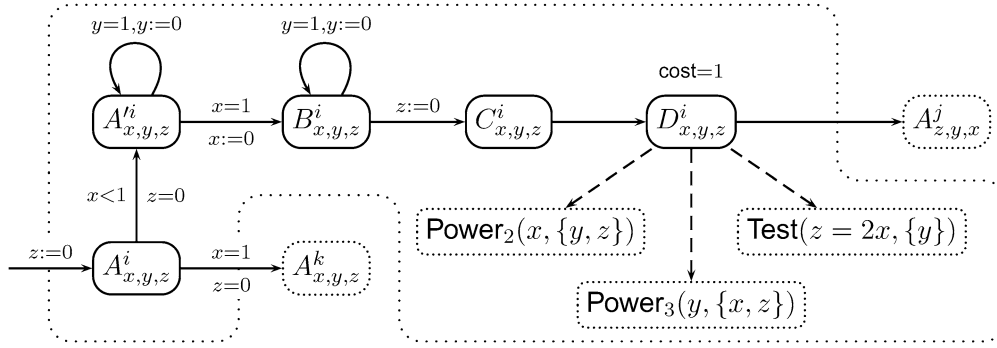 y=1,y:=0
y=1,y:=0
cost=1
A'^i_{x,y,z}
x=1
x:=0
B^i_{x,y,z}
z:=0
C^i_{x,y,z}
D^i_{x,y,z}
A^j_{z,y,x}
x<1
z=0
Power_2(x, {y, z})
Test(z = 2x, {y})
z:=0
A^i_{x,y,z}
x=1
z=0
A^k_{x,y,z}
Power_3(y, {x, z})